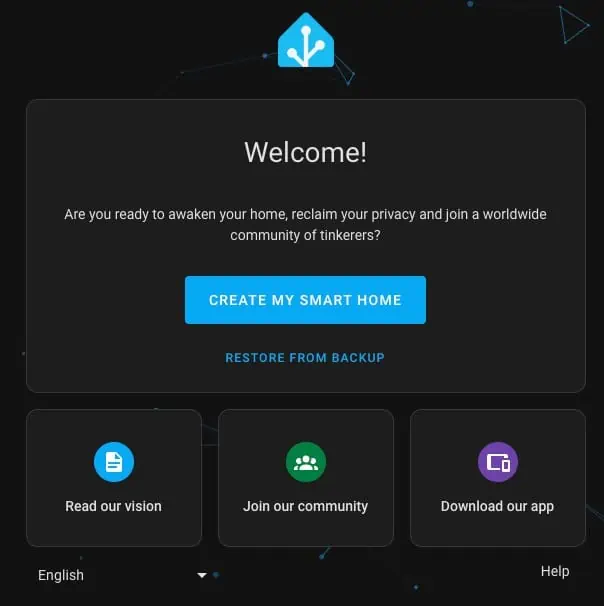 Welcome!
Are you ready to awaken your home, reclaim your privacy and join a worldwide
community of tinkerers?
CREATE MY SMART HOME
RESTORE FROM BACKUP
Read our vision
Join our community
Download our app
English
Help